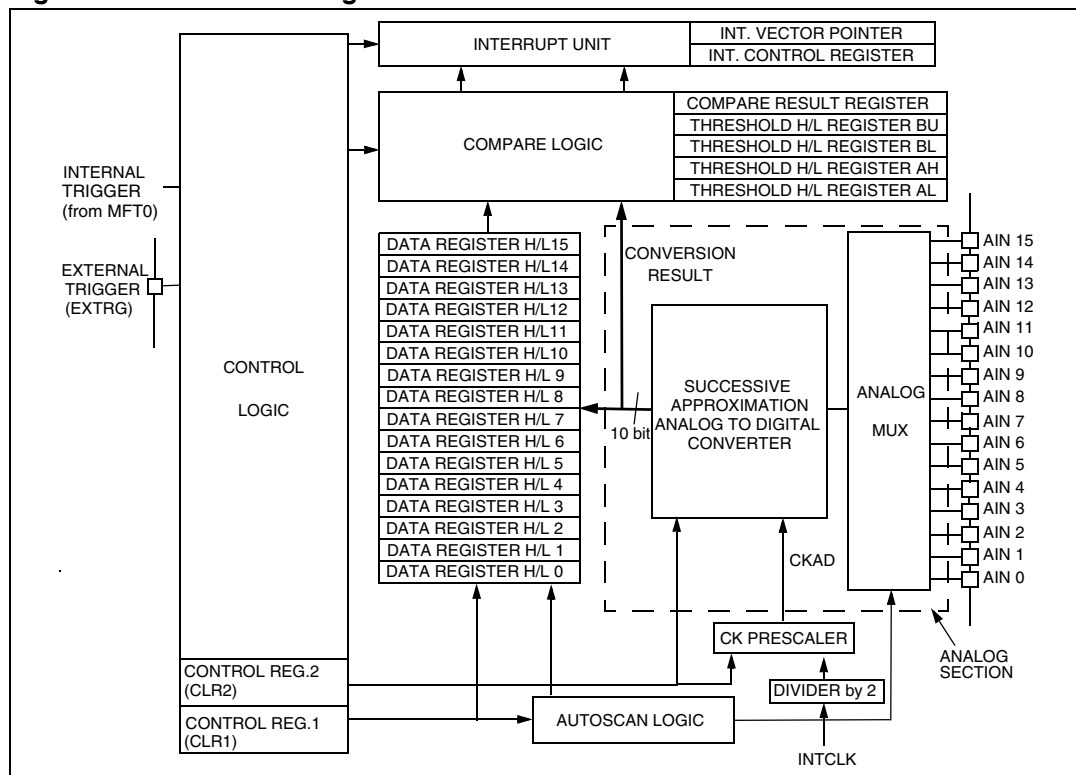 INTERRUPT UNIT
INT. VECTOR POINTER
INT. CONTROL REGISTER
COMPARE LOGIC
COMPARE RESULT REGISTER
THRESHOLD H/L REGISTER BU
THRESHOLD H/L REGISTER BL
THRESHOLD H/L REGISTER AH
THRESHOLD H/L REGISTER AL
INTERNAL
TRIGGER
(from MFT0)
EXTERNAL
TRIGGER
(EXTRG)
CONTROL
LOGIC
DATA REGISTER H/L15
DATA REGISTER H/L14
DATA REGISTER H/L13
DATA REGISTER H/L12
DATA REGISTER H/L11
DATA REGISTER H/L10
DATA REGISTER H/L 9
DATA REGISTER H/L 8
DATA REGISTER H/L 7
DATA REGISTER H/L 6
DATA REGISTER H/L 5
DATA REGISTER H/L 4
DATA REGISTER H/L 3
DATA REGISTER H/L 2
DATA REGISTER H/L 1
DATA REGISTER H/L 0
CONVERSION
RESULT
10 bit
SUCCESSIVE
APPROXIMATION
ANALOG TO DIGITAL
CONVERTER
ANALOG
MUX
AIN 15
AIN 14
AIN 13
AIN 12
AIN 11
AIN 10
AIN 9
AIN 8
AIN 7
AIN 6
AIN 5
AIN 4
AIN 3
AIN 2
AIN 1
AIN 0
CKAD
CK PRESCALER
ANALOG
SECTION
DIVIDER by 2
INTCLK
CONTROL REG.2
(CLR2)
CONTROL REG.1
(CLR1)
AUTOSCAN LOGIC